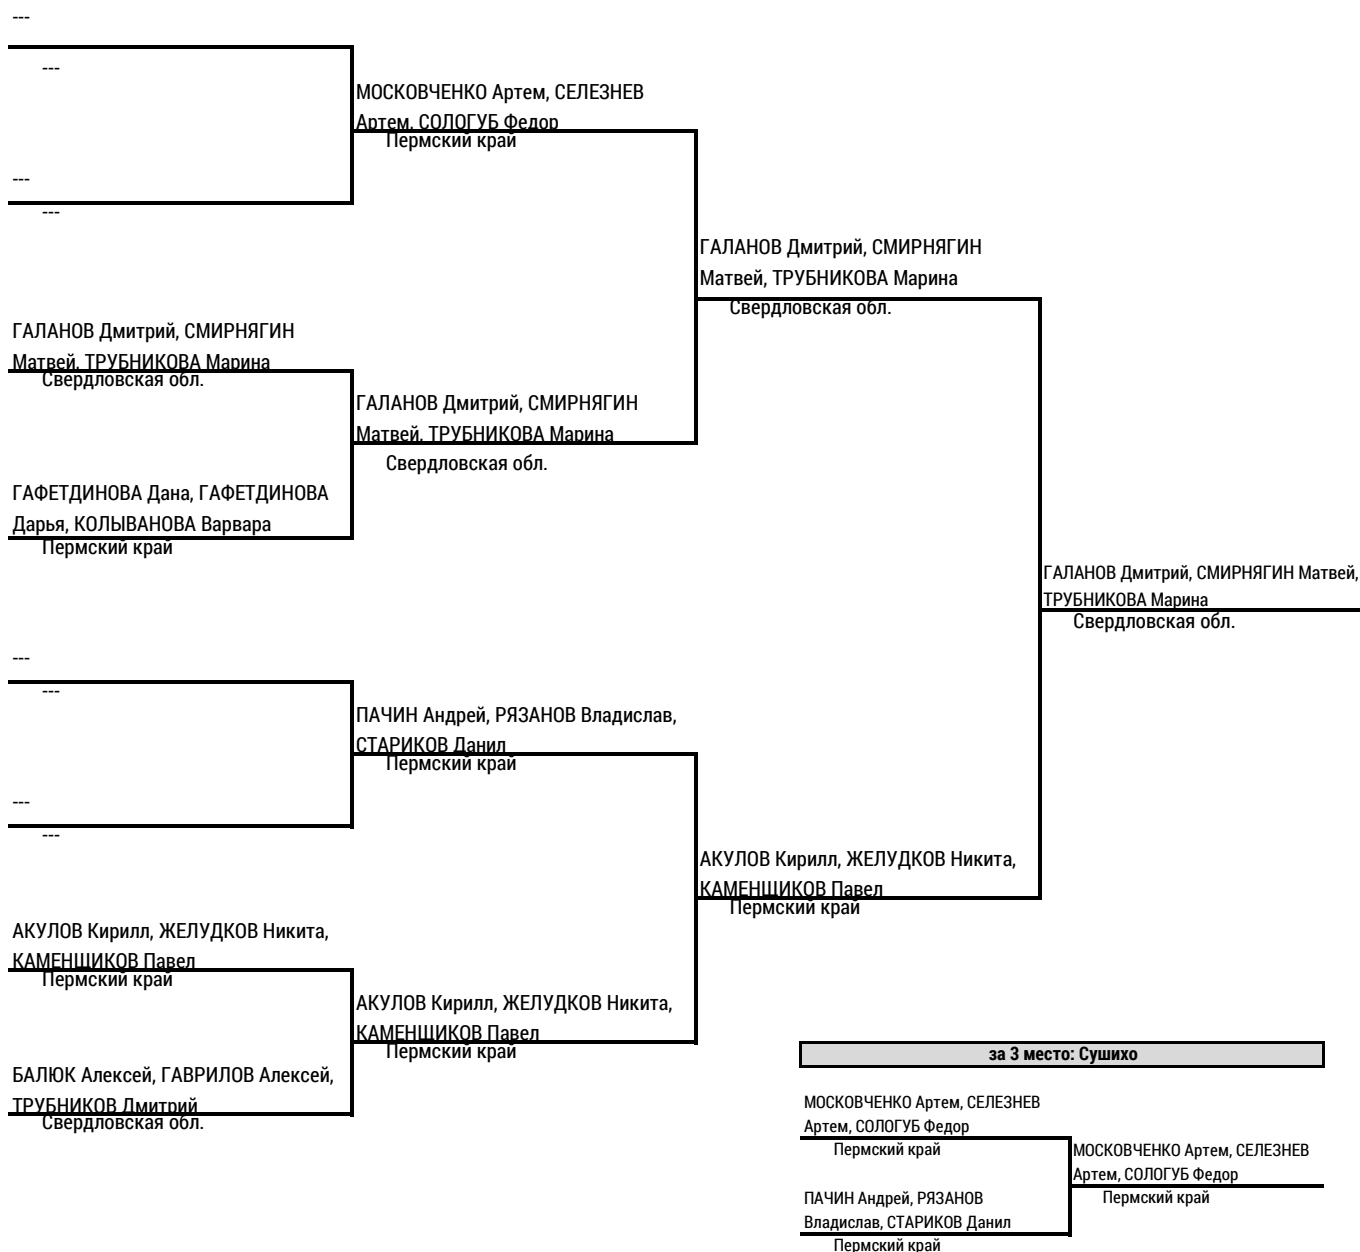 ---
---
МОСКОВЧЕНКО Артем, СЕЛЕЗНЕВ
Артем, СОЛОГУБ Федор
Пермский край
---
---
ГАЛАНОВ Дмитрий, СМИРНЯГИН
Матвей, ТРУБНИКОВА Марина
Свердловская обл.
ГАЛАНОВ Дмитрий, СМИРНЯГИН
Матвей, ТРУБНИКОВА Марина
Свердловская обл.
ГАЛАНОВ Дмитрий, СМИРНЯГИН
Матвей, ТРУБНИКОВА Марина
Свердловская обл.
ГАФЕТДИНОВА Дана, ГАФЕТДИНОВА
Дарья, КОЛЫВАНОВА Варвара
Пермский край
ГАЛАНОВ Дмитрий, СМИРНЯГИН Матвей,
ТРУБНИКОВА Марина
Свердловская обл.
---
---
ПАЧИН Андрей, РЯЗАНОВ Владислав,
СТАРИКОВ Данил
Пермский край
---
---
АКУЛОВ Кирилл, ЖЕЛУДКОВ Никита,
КАМЕНЩИКОВ Павел
Пермский край
АКУЛОВ Кирилл, ЖЕЛУДКОВ Никита,
КАМЕНЩИКОВ Павел
Пермский край
АКУЛОВ Кирилл, ЖЕЛУДКОВ Никита,
КАМЕНЩИКОВ Павел
Пермский край
БАЛЮК Алексей, ГАВРИЛОВ Алексей,
ТРУБНИКОВ Дмитрий
Свердловская обл.
за 3 место: Сушихо
МОСКОВЧЕНКО Артем, СЕЛЕЗНЕВ
Артем, СОЛОГУБ Федор
Пермский край
МОСКОВЧЕНКО Артем, СЕЛЕЗНЕВ
Артем, СОЛОГУБ Федор
Пермский край
ПАЧИН Андрей, РЯЗАНОВ
Владислав, СТАРИКОВ Данил
Пермский край